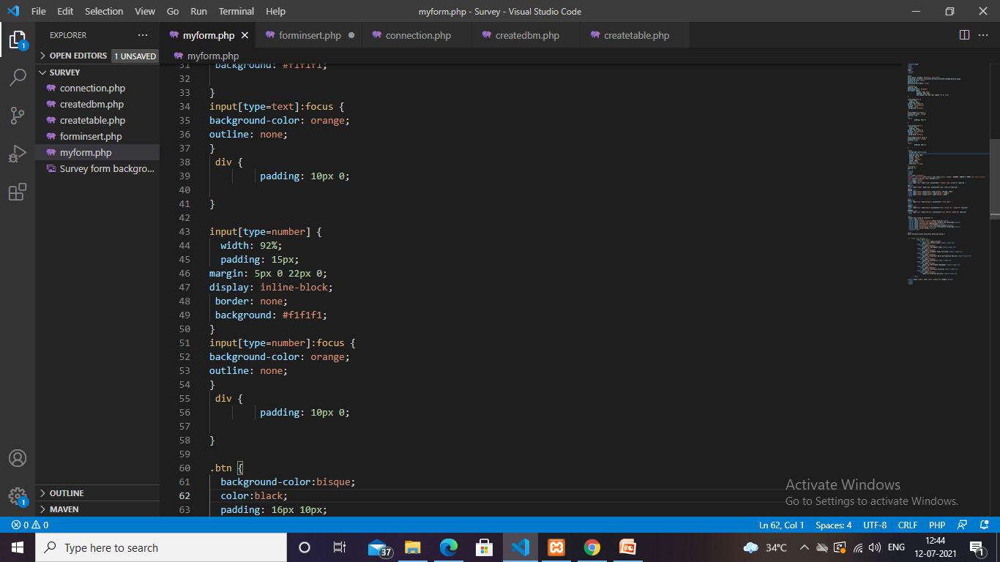 File Edit Selection View Go Run Terminal Help
myform.php - Survey - Visual Studio Code
EXPLORER
myform.php
forminsert.php
connection.php
createdbm.php
createtable.php
OPEN EDITORS 1 UNSAVED
myform.php
SURVEY
connection.php
createdbm.php
createtable.php
forminsert.php
myform.php
Survey form backgro...
31 background: #f1f1f1;
32
33 }
34 input[type=text]:focus {
35 background-color: orange;
36 outline: none;
37 }
38 div {
39 padding: 10px 0;
40
41 }
42
43 input[type=number] {
44 width: 92%;
45 padding: 15px;
46 margin: 5px 0 22px 0;
47 display: inline-block;
48 border: none;
49 background: #f1f1f1;
50 }
51 input[type=number]:focus {
52 background-color: orange;
53 outline: none;
54 }
55 div {
56 padding: 10px 0;
57
58 }
59
60 .btn {
61 background-color:bisque;
62 color:black;
63 padding: 16px 10px;
OUTLINE
MAVEN
1
1
Activate Windows
Go to Settings to activate Windows.
0 0
Ln 62, Col 1 Spaces: 4 UTF-8 CRLF PHP
Type here to search
37
34°C
ENG
12:44
12-07-2021
1